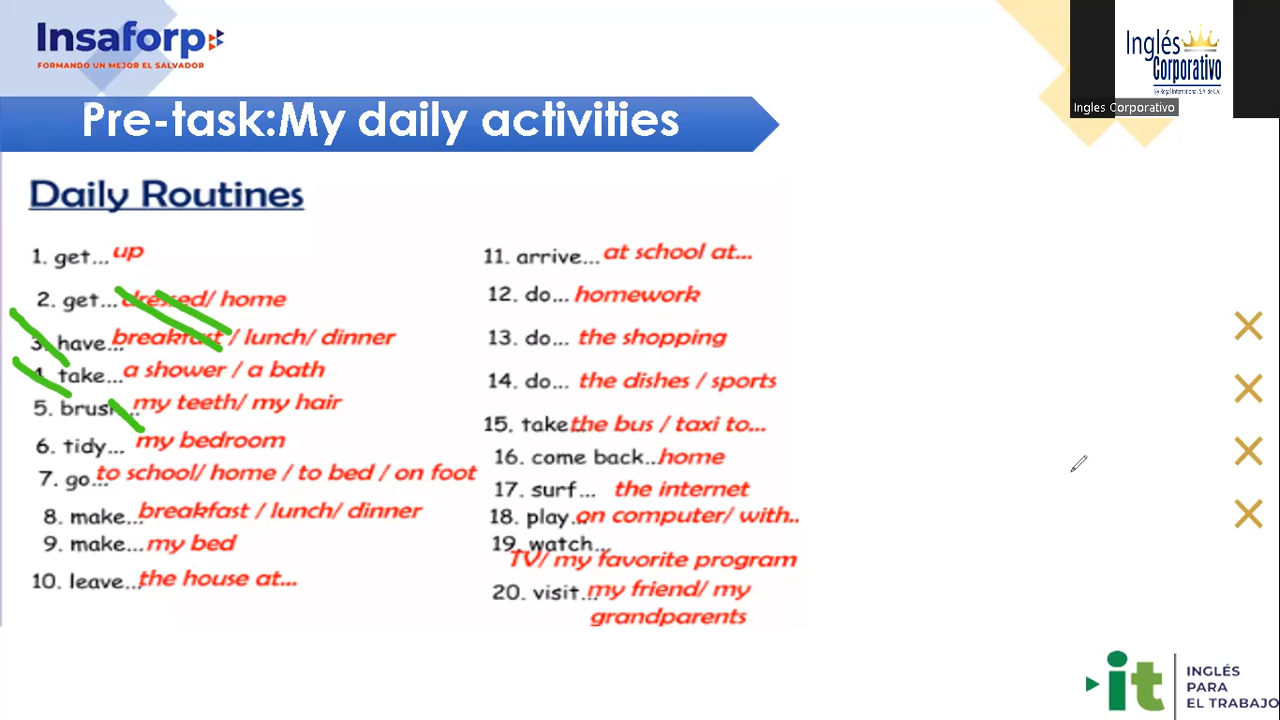 Insaforp
FORMANDO UN MEJOR EL SALVADOR
Inglés
Corporativo
Ingles Corporativo
Pre-task:My daily activities
Daily Routines
1. get... up
2. get... dressed/ home
3. have... breakfast / lunch/ dinner
4. take... a shower / a bath
5. brush... my teeth/ my hair
6. tidy... my bedroom
7. go... to school/ home / to bed / on foot
8. make... breakfast / lunch/ dinner
9. make... my bed
10. leave... the house at...
11. arrive... at school at...
12. do... homework
13. do... the shopping
14. do... the dishes / sports
15. take... the bus / taxi to...
16. come back... home
17. surf... the internet
18. play... on computer/ with..
19. watch...
TV/ my favorite program
20. visit... my friend/ my
grandparents
it
INGLÉS
PARA
EL TRABAJO